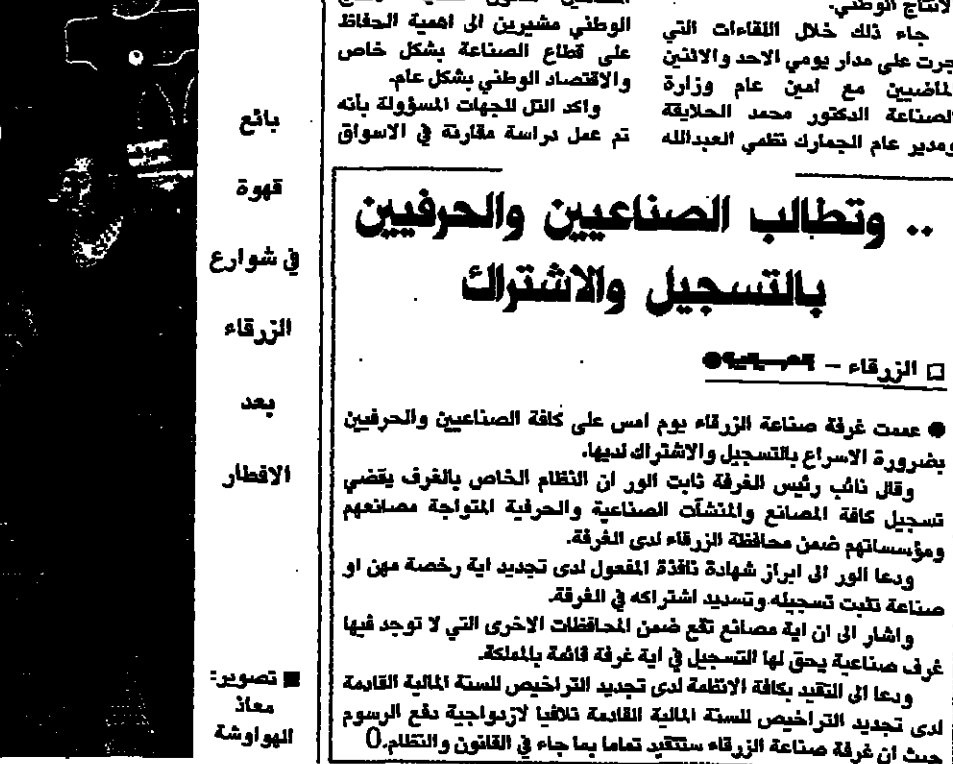 الانتاج الوطني.
جاء ذلك خلال اللقاءات التي
جرت على مدار يومي الاحد والاثنين
الماضيين مع امين عام وزارة
الصناعة الدكتور محمد الحلايقة
ومدير عام الجمارك نظمي العبدالله
الوطني مشيرين الى اهمية الحفاظ
على قطاع الصناعة بشكل خاص
والاقتصاد الوطني بشكل عام.
واكد التل للجهات المسؤولة بأنه
تم عمل دراسة مقارنة في الاسواق
.. وتطالب الصناعيين والحرفيين
بالتسجيل والاشتراك
الزرقاء –
عممت غرفة صناعة الزرقاء يوم امس على كافة الصناعيين والحرفيين
بضرورة الاسراع بالتسجيل والاشتراك لديها.
وقال نائب رئيس الغرفة ثابت الور ان النظام الخاص بالغرف يقضي
تسجيل كافة المصانع والمنشآت الصناعية والحرفية المتواجة مصانعهم
ومؤسساتهم ضمن محافظة الزرقاء لدى الغرفة.
ودعا الور الى ابراز شهادة نافذة المفعول لدى تجديد اية رخصة مهن او
صناعة تثبت تسجيله وتسديد اشتراكه في الغرفة.
واشار الى ان اية مصانع تقع ضمن المحافظات الاخرى التي لا توجد فيها
غرف صناعية يحق لها التسجيل في اية غرفة قائمة بالمملكة.
ودعا الى التقيد بكافة الانظمة لدى تجديد التراخيص للسنة المالية القادمة
لدى تجديد التراخيص للسنة المالية القادمة تلافيا لازدواجية دفع الرسوم
حيث ان غرفة صناعة الزرقاء ستتقيد تماما بما جاء في القانون والنظام.
بائع
قهوة
في شوارع
الزرقاء
بعد
الافطار
تصوير:
معاذ
الهواوشة